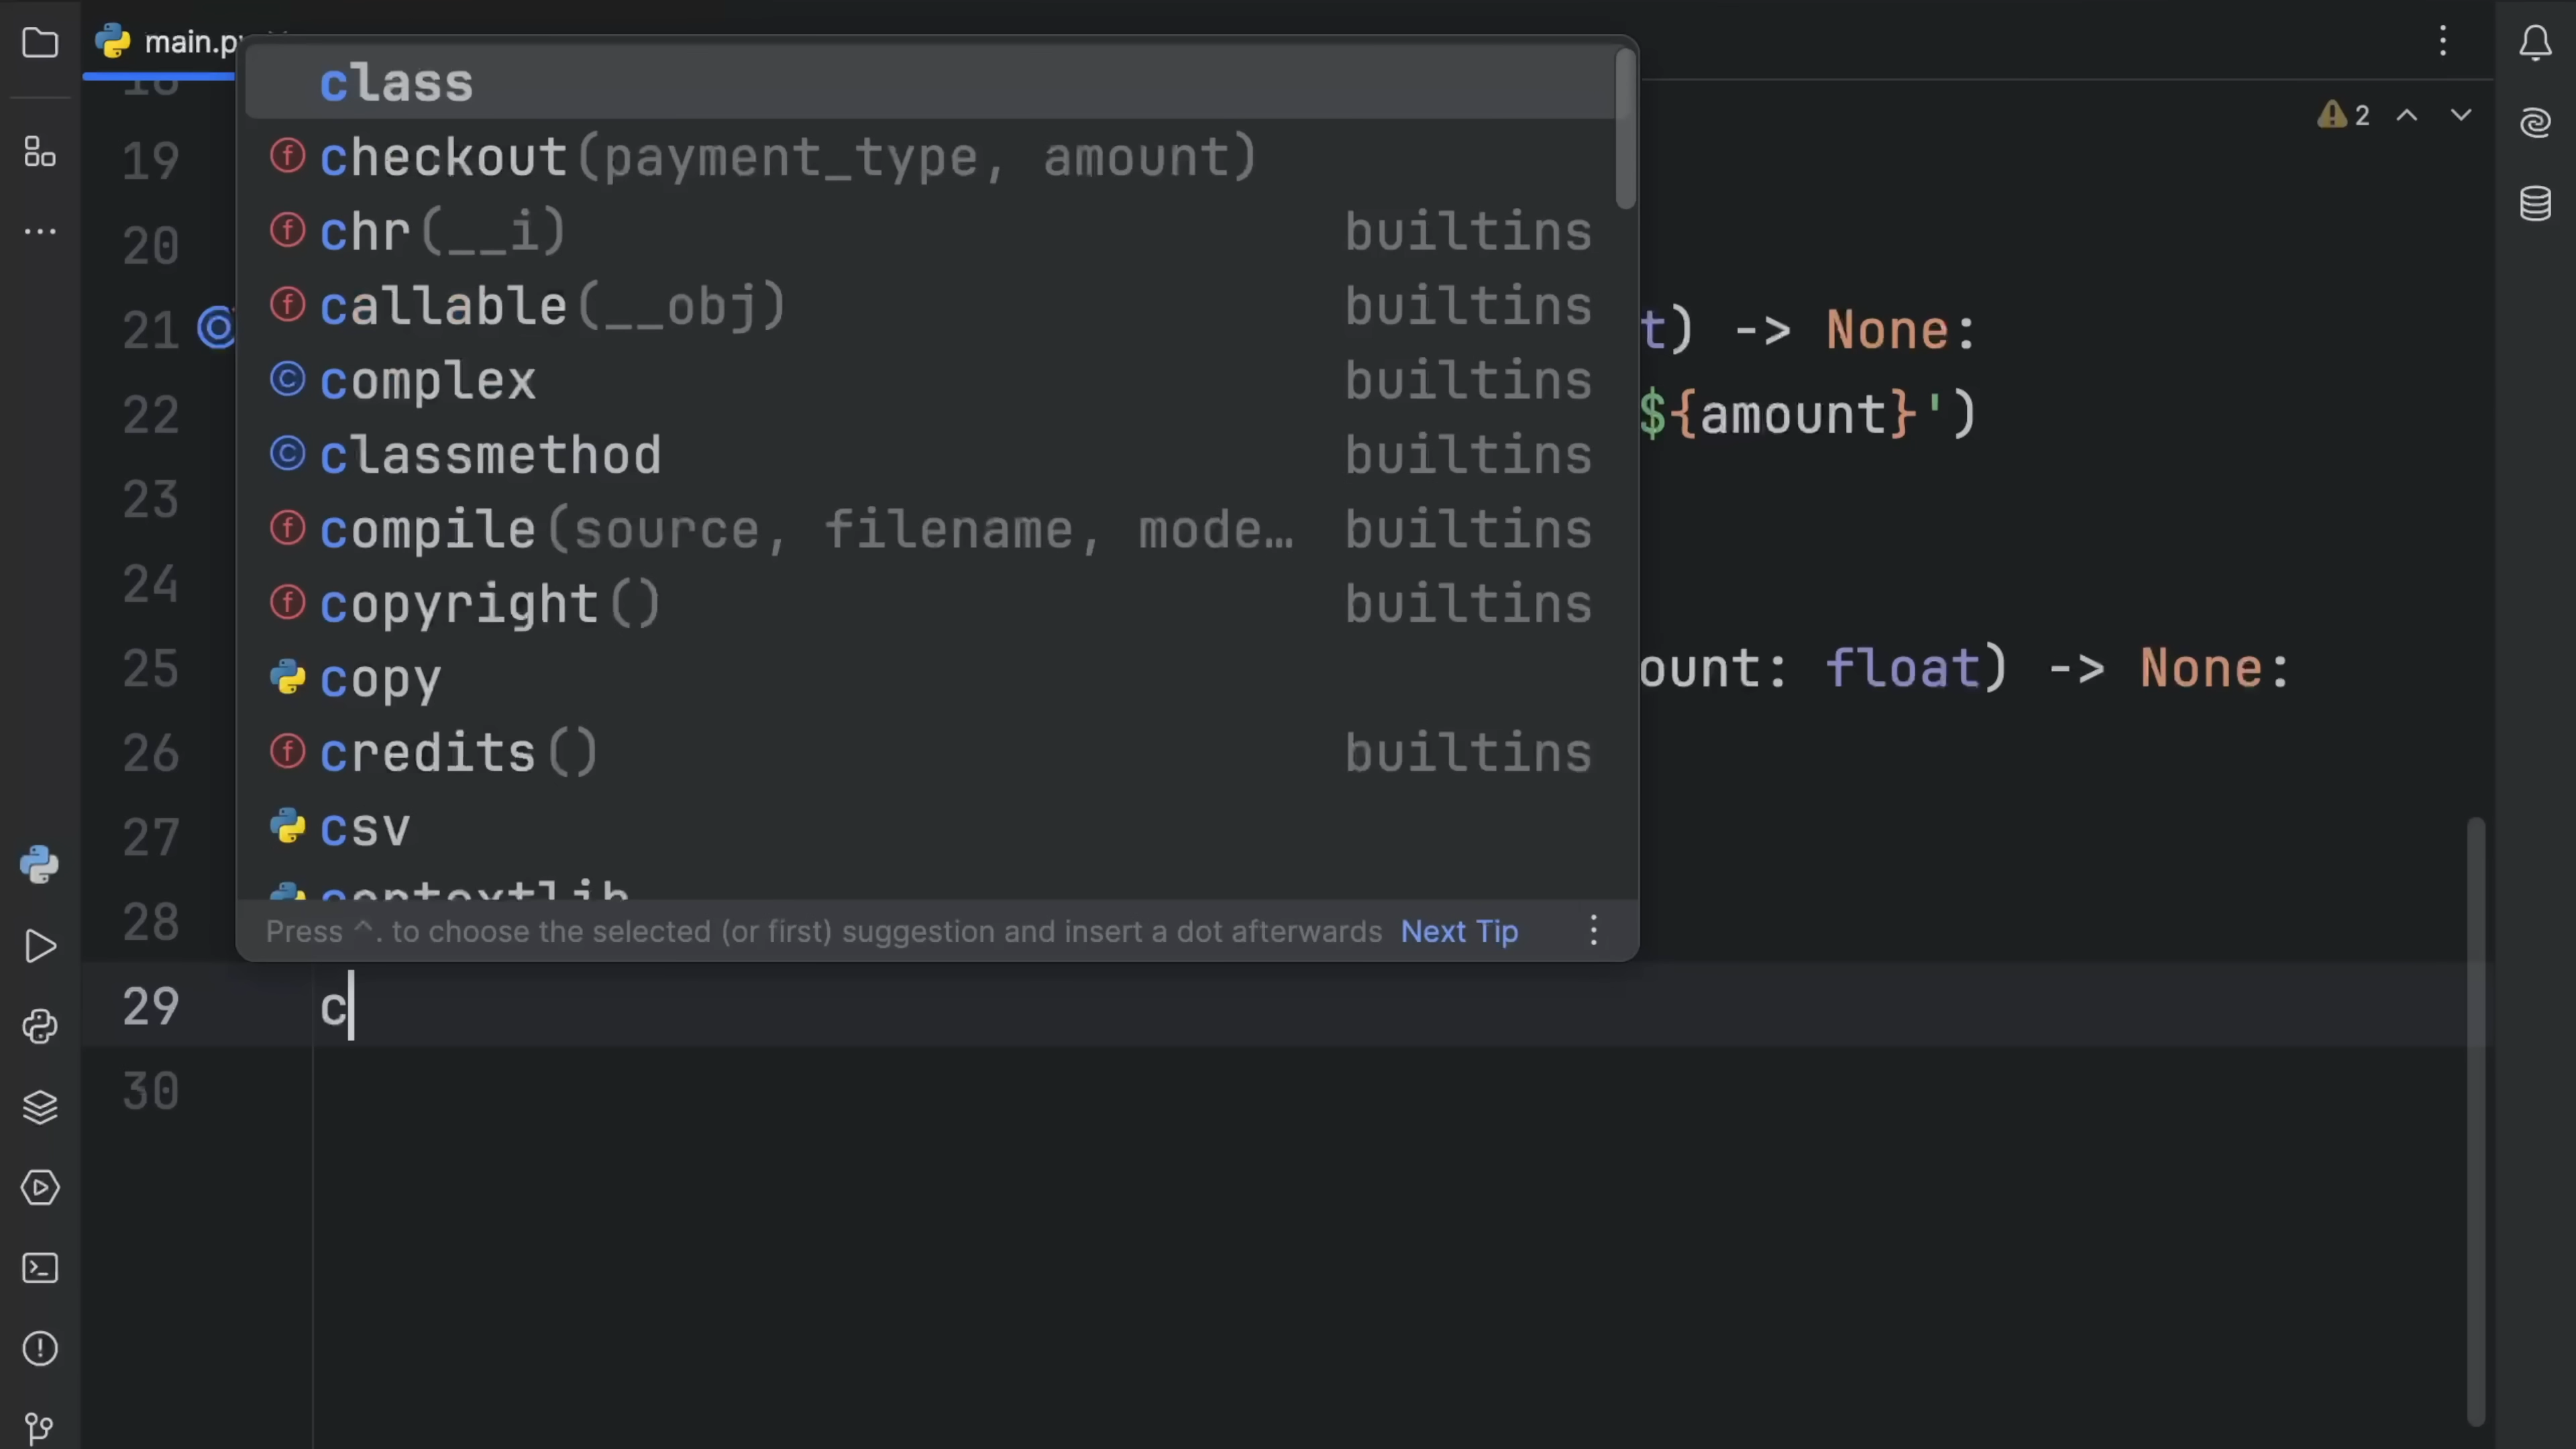 main.py
18
class
19
checkout(payment_type, amount)
20
chr(__i) builtins
callable(__obj) builtins
21 t) -> None:
complex builtins
22 ${amount}')
classmethod builtins
23
compile(source, filename, mode… builtins
24
copyright() builtins
25 ount: float) -> None:
copy
26
credits() builtins
27
csv
contextlib
28
Press ^. to choose the selected (or first) suggestion and insert a dot afterwards Next Tip
29 c
30
2